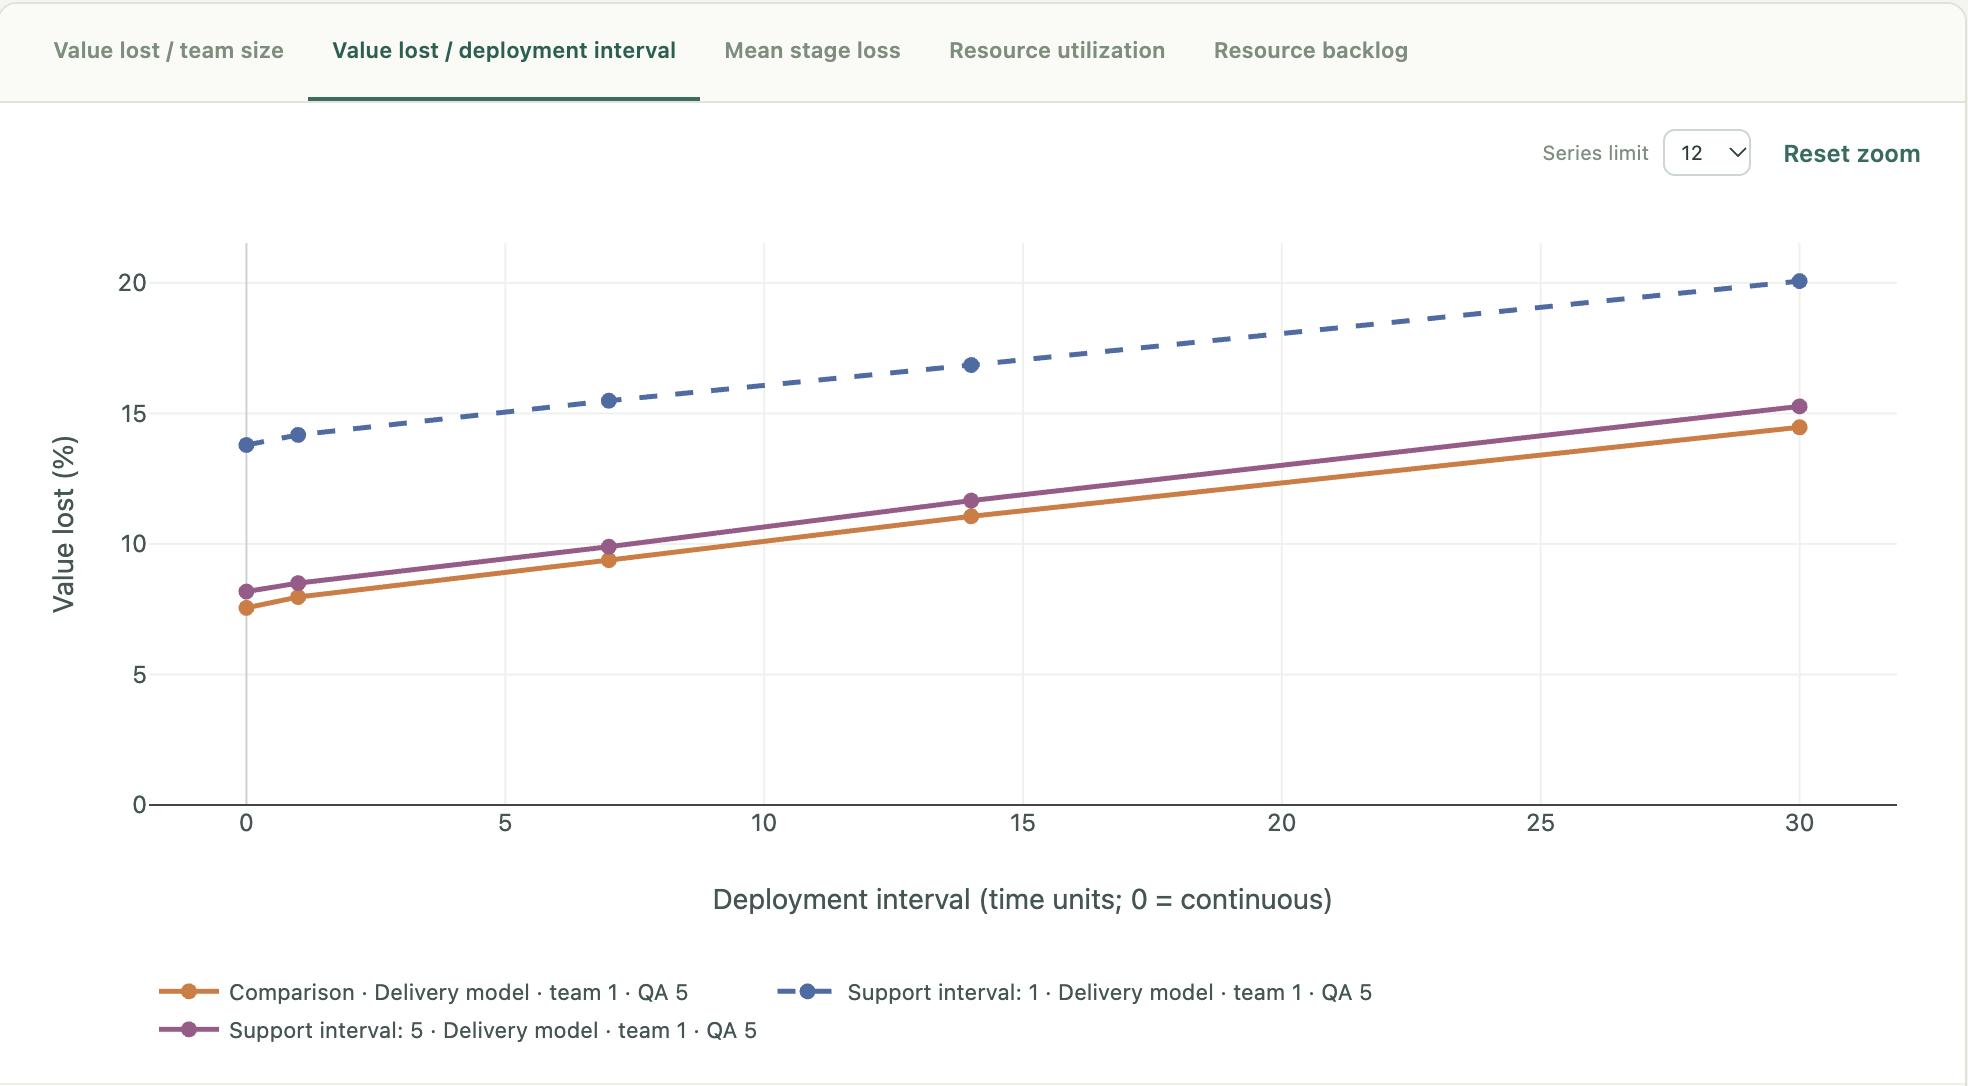 Value lost / team size
Value lost / deployment interval
Mean stage loss
Resource utilization
Resource backlog
Series limit
12
Reset zoom
20
15
10
5
0
Value lost (%)
0
5
10
15
20
25
30
Deployment interval (time units; 0 = continuous)
Comparison · Delivery model · team 1 · QA 5
Support interval: 1 · Delivery model · team 1 · QA 5
Support interval: 5 · Delivery model · team 1 · QA 5